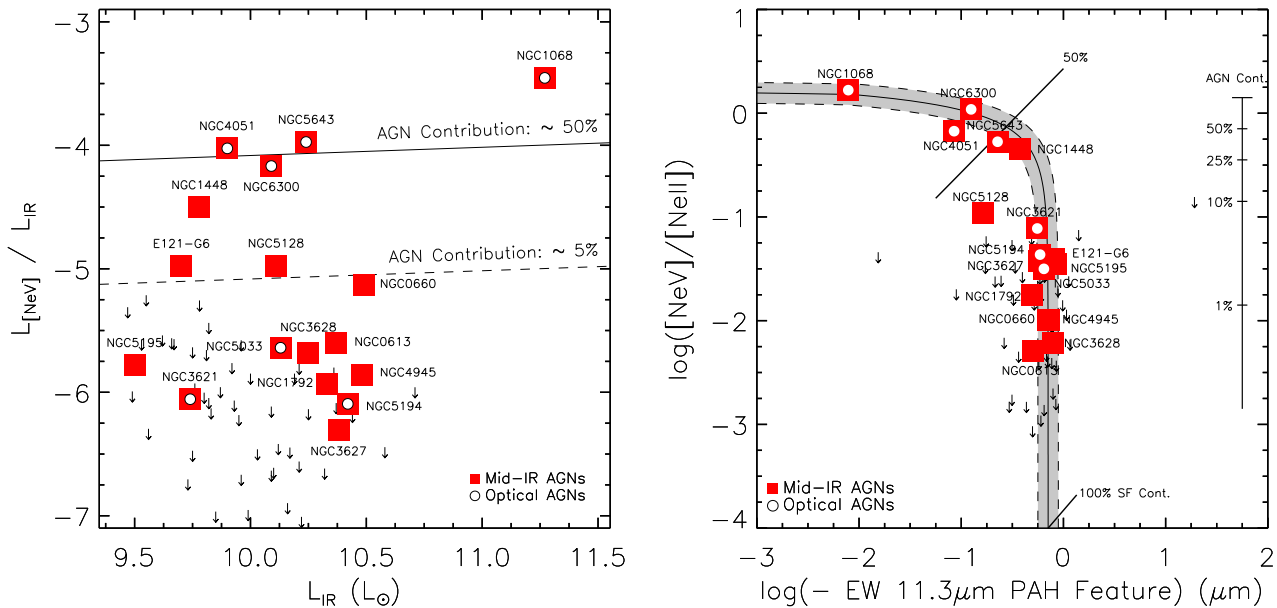 NGC1068
NGC4051
NGC5643
AGN Contribution: ~ 50%
NGC6300
NGC1448
E121-G6
NGC5128
AGN Contribution: ~ 5%
NGC0660
NGC3628
NGC5195
NGC5033
NGC0613
NGC3621
NGC1792
NGC4945
NGC5194
NGC3627
Mid-IR AGNs
Optical AGNs
-3
-4
-5
-6
-7
9.5
10.0
10.5
11.0
11.5
L[NeV] / LIR
LIR (L⊙)
1
0
-1
-2
-3
-4
50%
NGC1068
NGC6300
AGN Cont.
NGC5643
NGC4051
NGC1448
50%
25%
NGC5128
NGC3621
10%
NGC5194
E121-G6
NGC3627
NGC5195
NGC5033
NGC1792
1%
NGC0660
NGC4945
NGC3628
NGC0613
Mid-IR AGNs
Optical AGNs
100% SF Cont.
-3
-2
-1
0
1
2
log([NeV]/[NeII])
log(- EW 11.3μm PAH Feature) (μm)